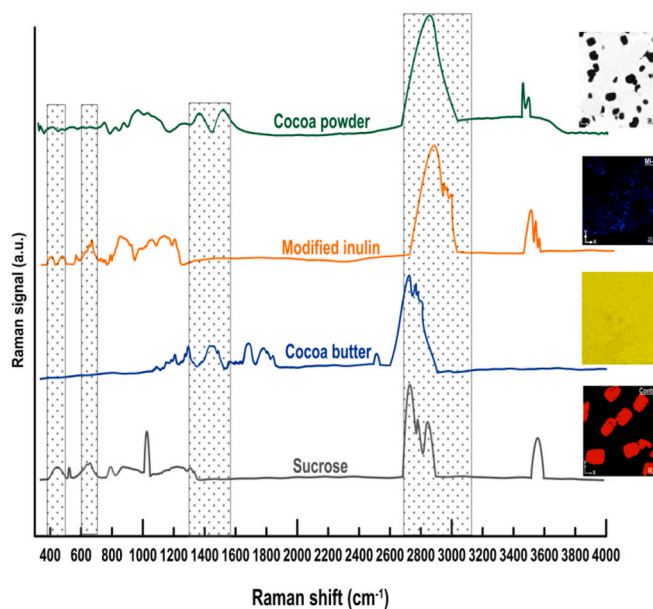 Cocoa powder
Modified inulin
Cocoa butter
Sucrose
Raman signal (a.u.)
400 600 800 1000 1200 1400 1600 1800 2000 2200 2400 2600 2800 3000 3200 3400 3600 3800 4000
Raman shift (cm⁻¹)